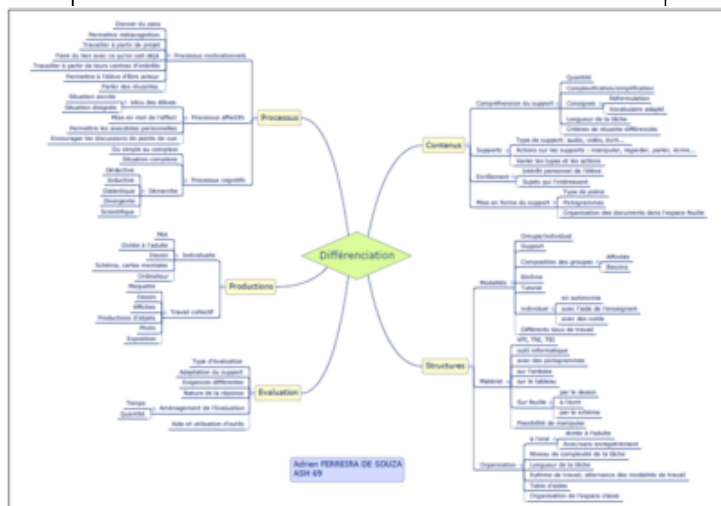 Donner du sens
Permettre métacognition
Travailler à partir de projet
Faire du lien avec ce qu'on sait déjà
Travailler à partir de leurs centres d'intérêts
Permettre à l'élève d'être acteur
Parler des réussites
Processus motivationnels
Situation
Situation éloignée
Vécu des élèves
Mise en mot de l'affect
Permettre les anecdotes personnelles
Encourager les discussions de points de vue
Processus affectifs
Processus
Du simple au complexe
Situation complexe
Déductive
Inductive
Dialectique
Divergente
Scientifique
Démarche
Processus cognitifs
Différenciation
Mot
Dictée à l'adulte
Dessin
Schéma, cartes mentales
Ordinateur
Individuelle
Maquette
Dessin
Affiches
Productions d'objets
Photo
Exposition
Travail collectif
Productions
Type d'évaluation
Adaptation du support
Exigences différentes
Nature de la réponse
Temps
Quantité
Aménagement de l'évaluation
Aide et utilisation d'outils
Evaluation
Contenus
Compréhension du support
Quantité
Complexification/simplification
Consignes
Reformulation
Vocabulaire adapté
Longueur de la tâche
Critères de réussite différenciés
Supports
Type de support: audio, vidéo, écrit...
Actions sur les supports : manipuler, regarder, parler, écrire...
Varier les types et les actions
Enrôlement
Intérêt personnel de l'élève
Sujets qui l'intéressent
Mise en forme du support
Type de police
Pictogrammes
Organisation des documents dans l'espace feuille
Structures
Modalités
Groupe/individuel
Support
Composition des groupes
Affinités
Besoins
Binôme
Tutorat
Individuel
en autonomie
avec l'aide de l'enseignant
avec des outils
Différents lieux de travail
Matériel
VPI, TNI, TBI
outil informatique
avec des pictogrammes
sur l'ardoise
sur le tableau
Sur feuille
par le dessin
à l'écrit
par le schéma
Possibilité de manipuler
Organisation
à l'oral
dictée à l'adulte
Avec/sans enregistrement
Niveau de complexité de la tâche
Longueur de la tâche
Rythme de travail, alternance des modalités de travail
Table d'aides
Organisation de l'espace classe
Adrien FERREIRA DE SOUZA
ASH 69